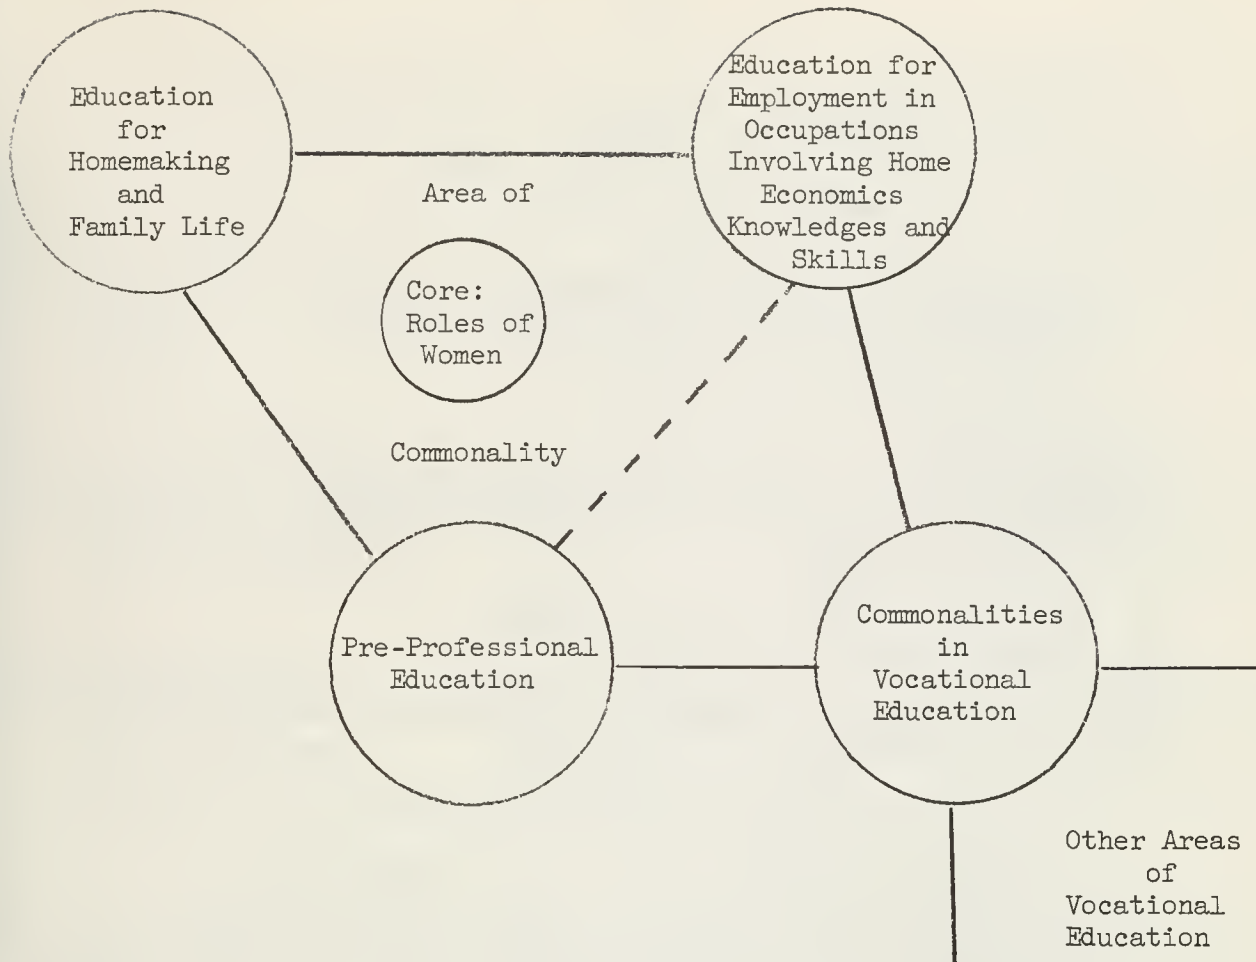 Education
for
Homemaking
and
Family Life
Education for
Employment in
Occupations
Involving Home
Economics
Knowledges and
Skills
Area of
Core:
Roles of
Women
Commonality
Pre-Professional
Education
Commonalities
in
Vocational
Education
Other Areas
of
Vocational
Education